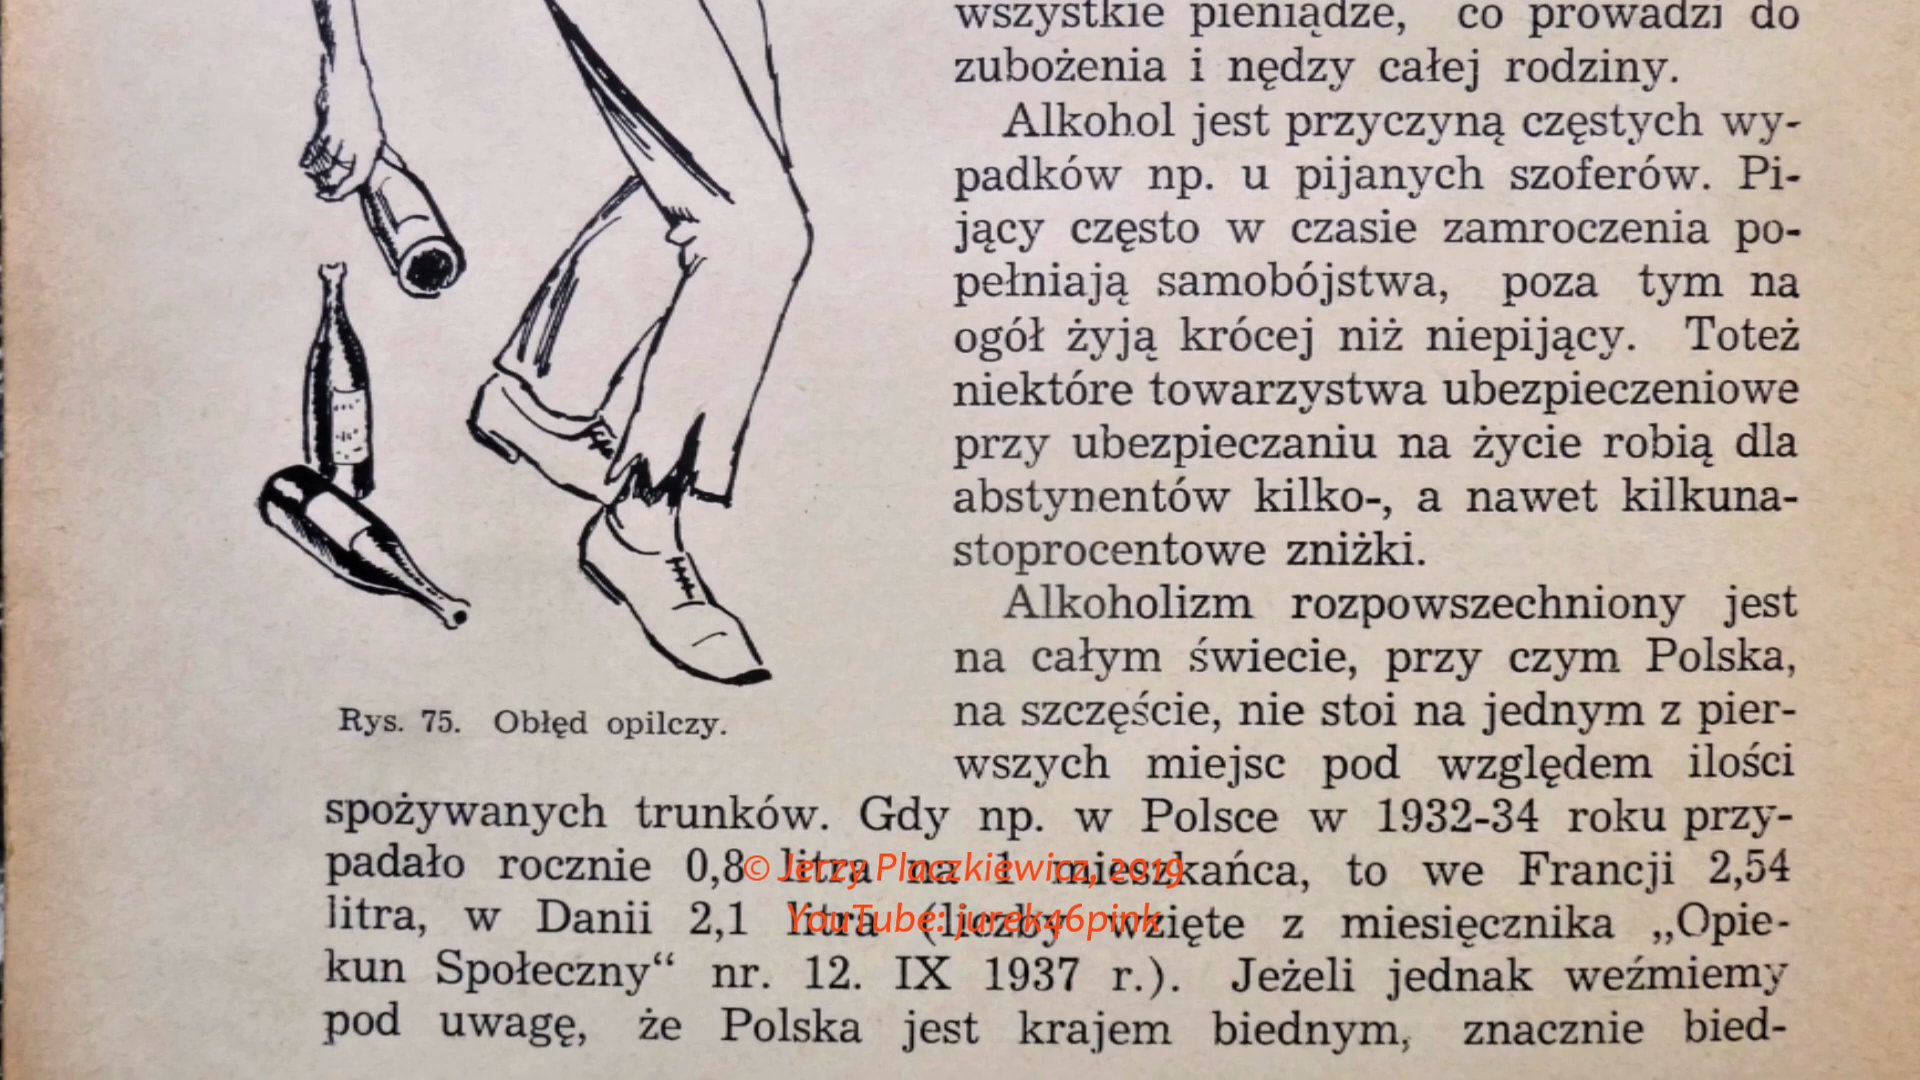 wszystkie pieniądze, co prowadzi do
zubożenia i nędzy całej rodziny.
Alkohol jest przyczyną częstych wy-
padków np. u pijanych szoferów. Pi-
jący często w czasie zamroczenia po-
pełniają samobójstwa, poza tym na
ogół żyją krócej niż niepijący. Toteż
niektóre towarzystwa ubezpieczeniowe
przy ubezpieczaniu na życie robią dla
abstynentów kilko-, a nawet kilkuna-
stoprocentowe zniżki.
Alkoholizm rozpowszechniony jest
na całym świecie, przy czym Polska,
na szczęście, nie stoi na jednym z pier-
wszych miejsc pod względem ilości
Rys. 75. Obłęd opilczy.
spożywanych trunków. Gdy np. w Polsce w 1932-34 roku przy-
padało rocznie 0,8 litra na 1 mieszkańca, to we Francji 2,54
litra, w Danii 2,1 litra (liczby wzięte z miesięcznika „Opie-
kun Społeczny“ nr. 12. IX 1937 r.). Jeżeli jednak weźmiemy
pod uwagę, że Polska jest krajem biednym, znacznie bied-
© Jerzy Placzkiewicz, 2019
YouTube: jurek46pink